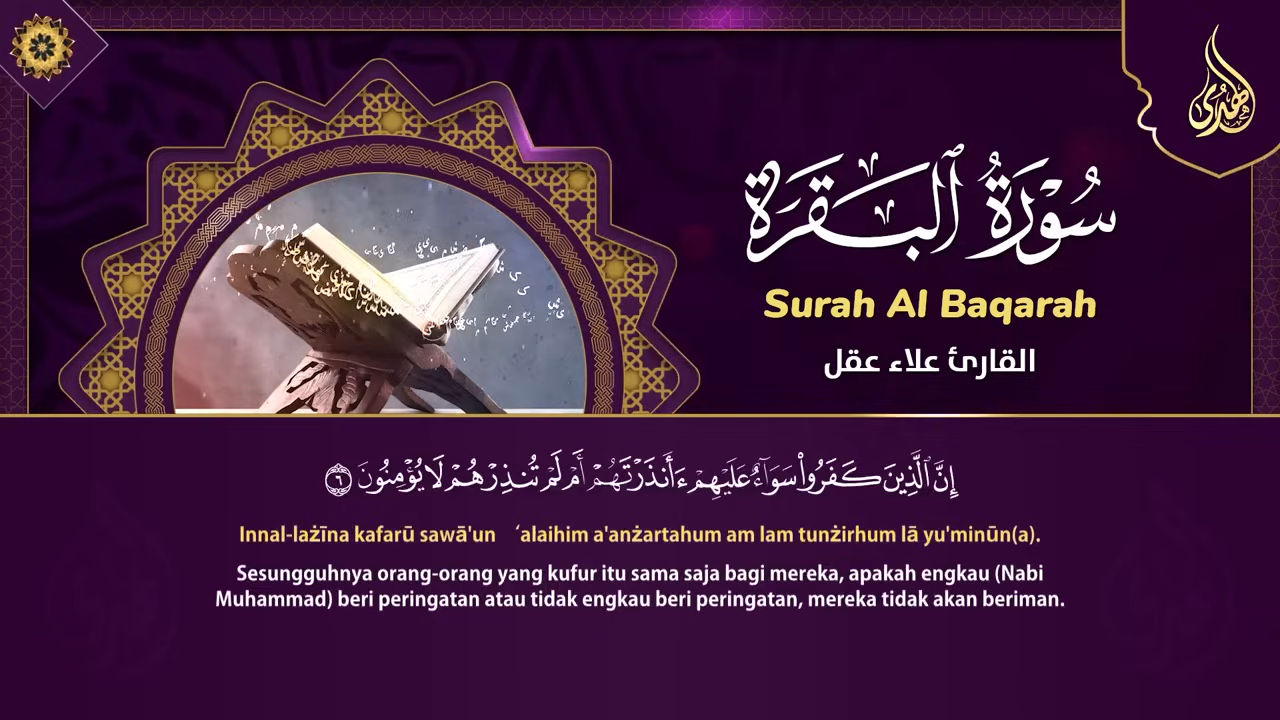 الهدى
سُورَةُ ٱلْبَقَرَة
Surah Al Baqarah
القارئ علاء عقل
إِنَّ ٱلَّذِينَ كَفَرُوا۟ سَوَآءٌ عَلَيْهِمْ ءَأَنذَرْتَهُمْ أَمْ لَمْ تُنذِرْهُمْ لَا يُؤْمِنُونَ ٦
Innal-lażīna kafarū sawā'un ‘alaihim a'anżartahum am lam tunżirhum lā yu'minūn(a).
Sesungguhnya orang-orang yang kufur itu sama saja bagi mereka, apakah engkau (Nabi
Muhammad) beri peringatan atau tidak engkau beri peringatan, mereka tidak akan beriman.